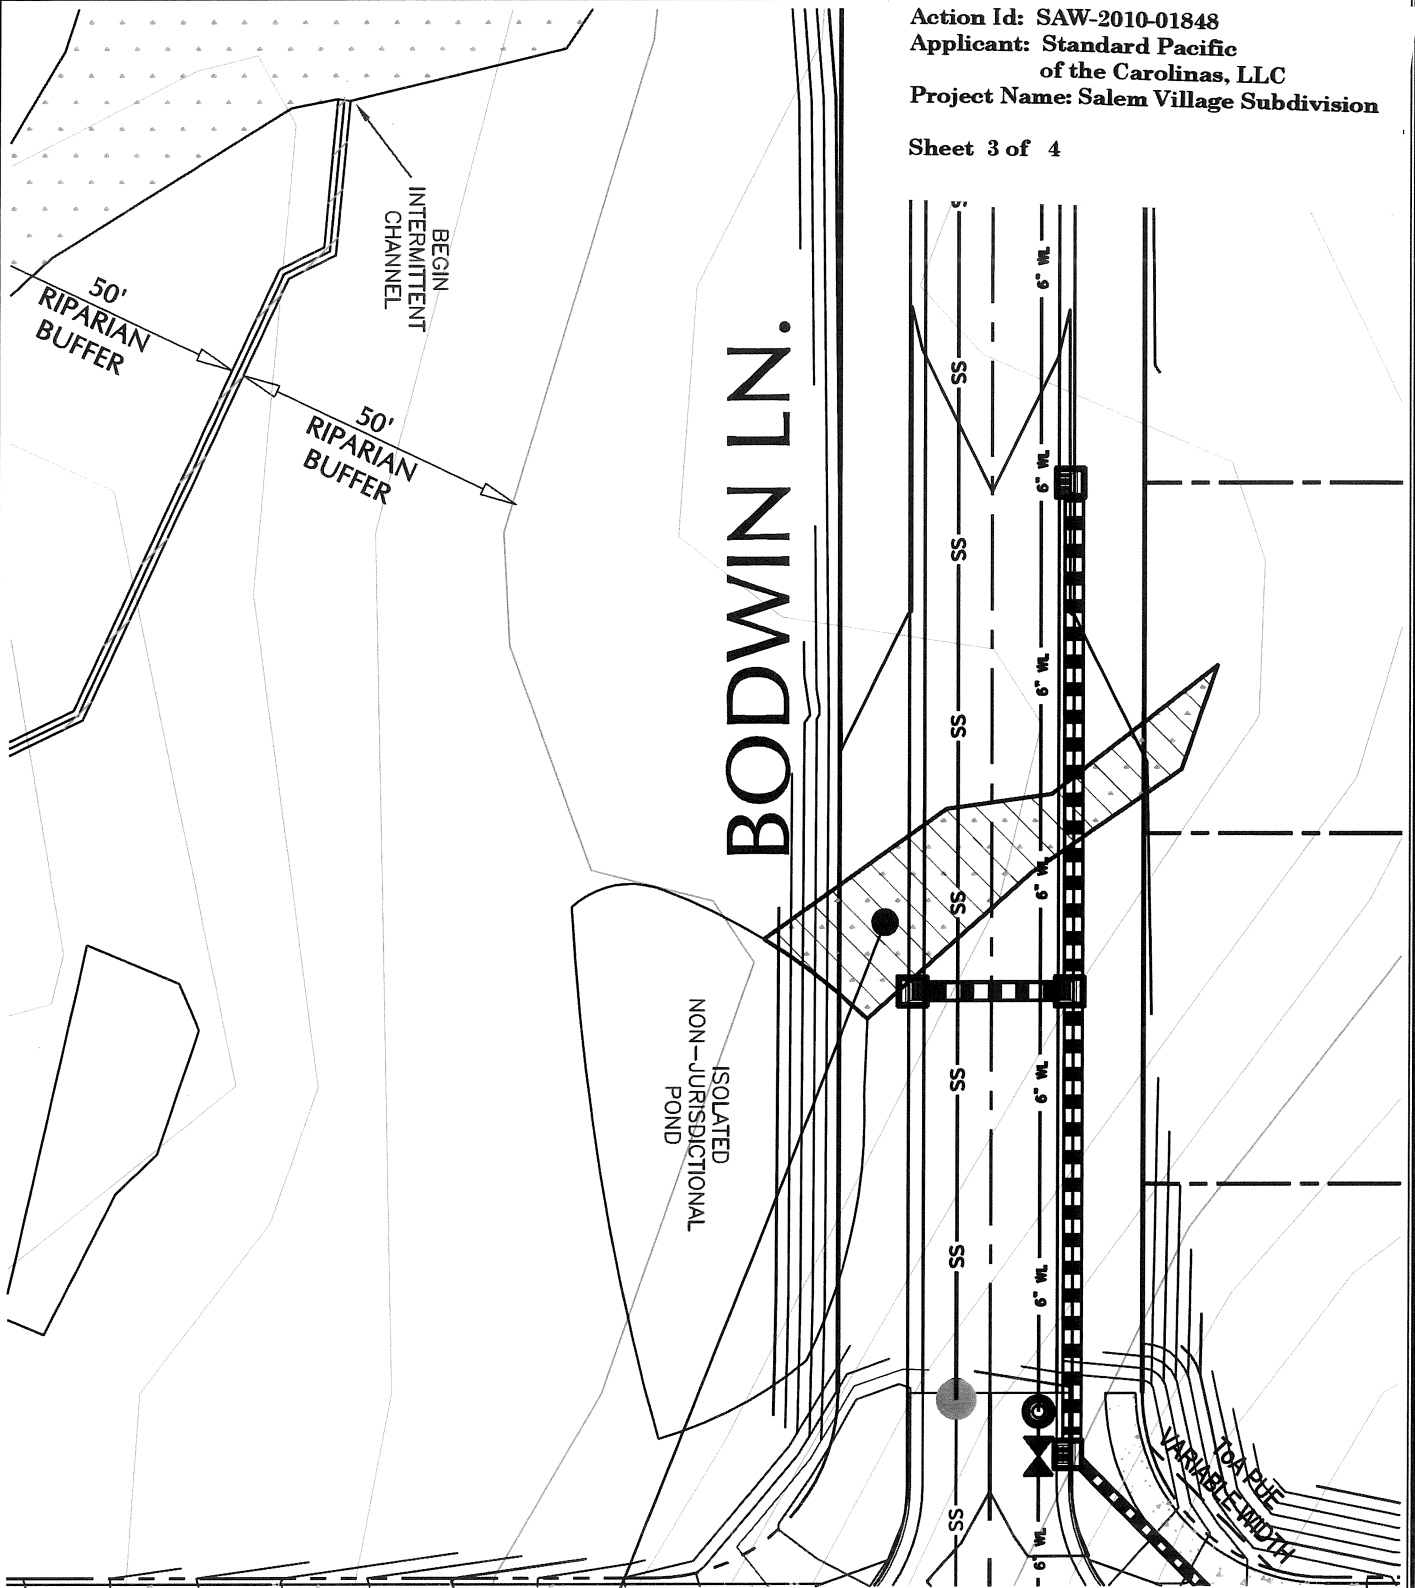 Action Id: SAW-2010-01848
Applicant: Standard Pacific
of the Carolinas, LLC
Project Name: Salem Village Subdivision
Sheet 3 of 4
BEGIN
INTERMITTENT
CHANNEL
50'
RIPARIAN
BUFFER
50'
RIPARIAN
BUFFER
BODWIN LN.
SS
SS
SS
SS
SS
SS
SS
SS
6" WL
6" WL
6" WL
6" WL
6" WL
6" WL
6" WL
ISOLATED
NON-JURISDICTIONAL
POND
ToA PUE
VARIABLE WIDTH